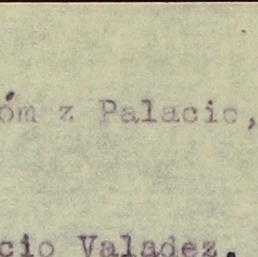 óm z Palacio,
cio Valadez.